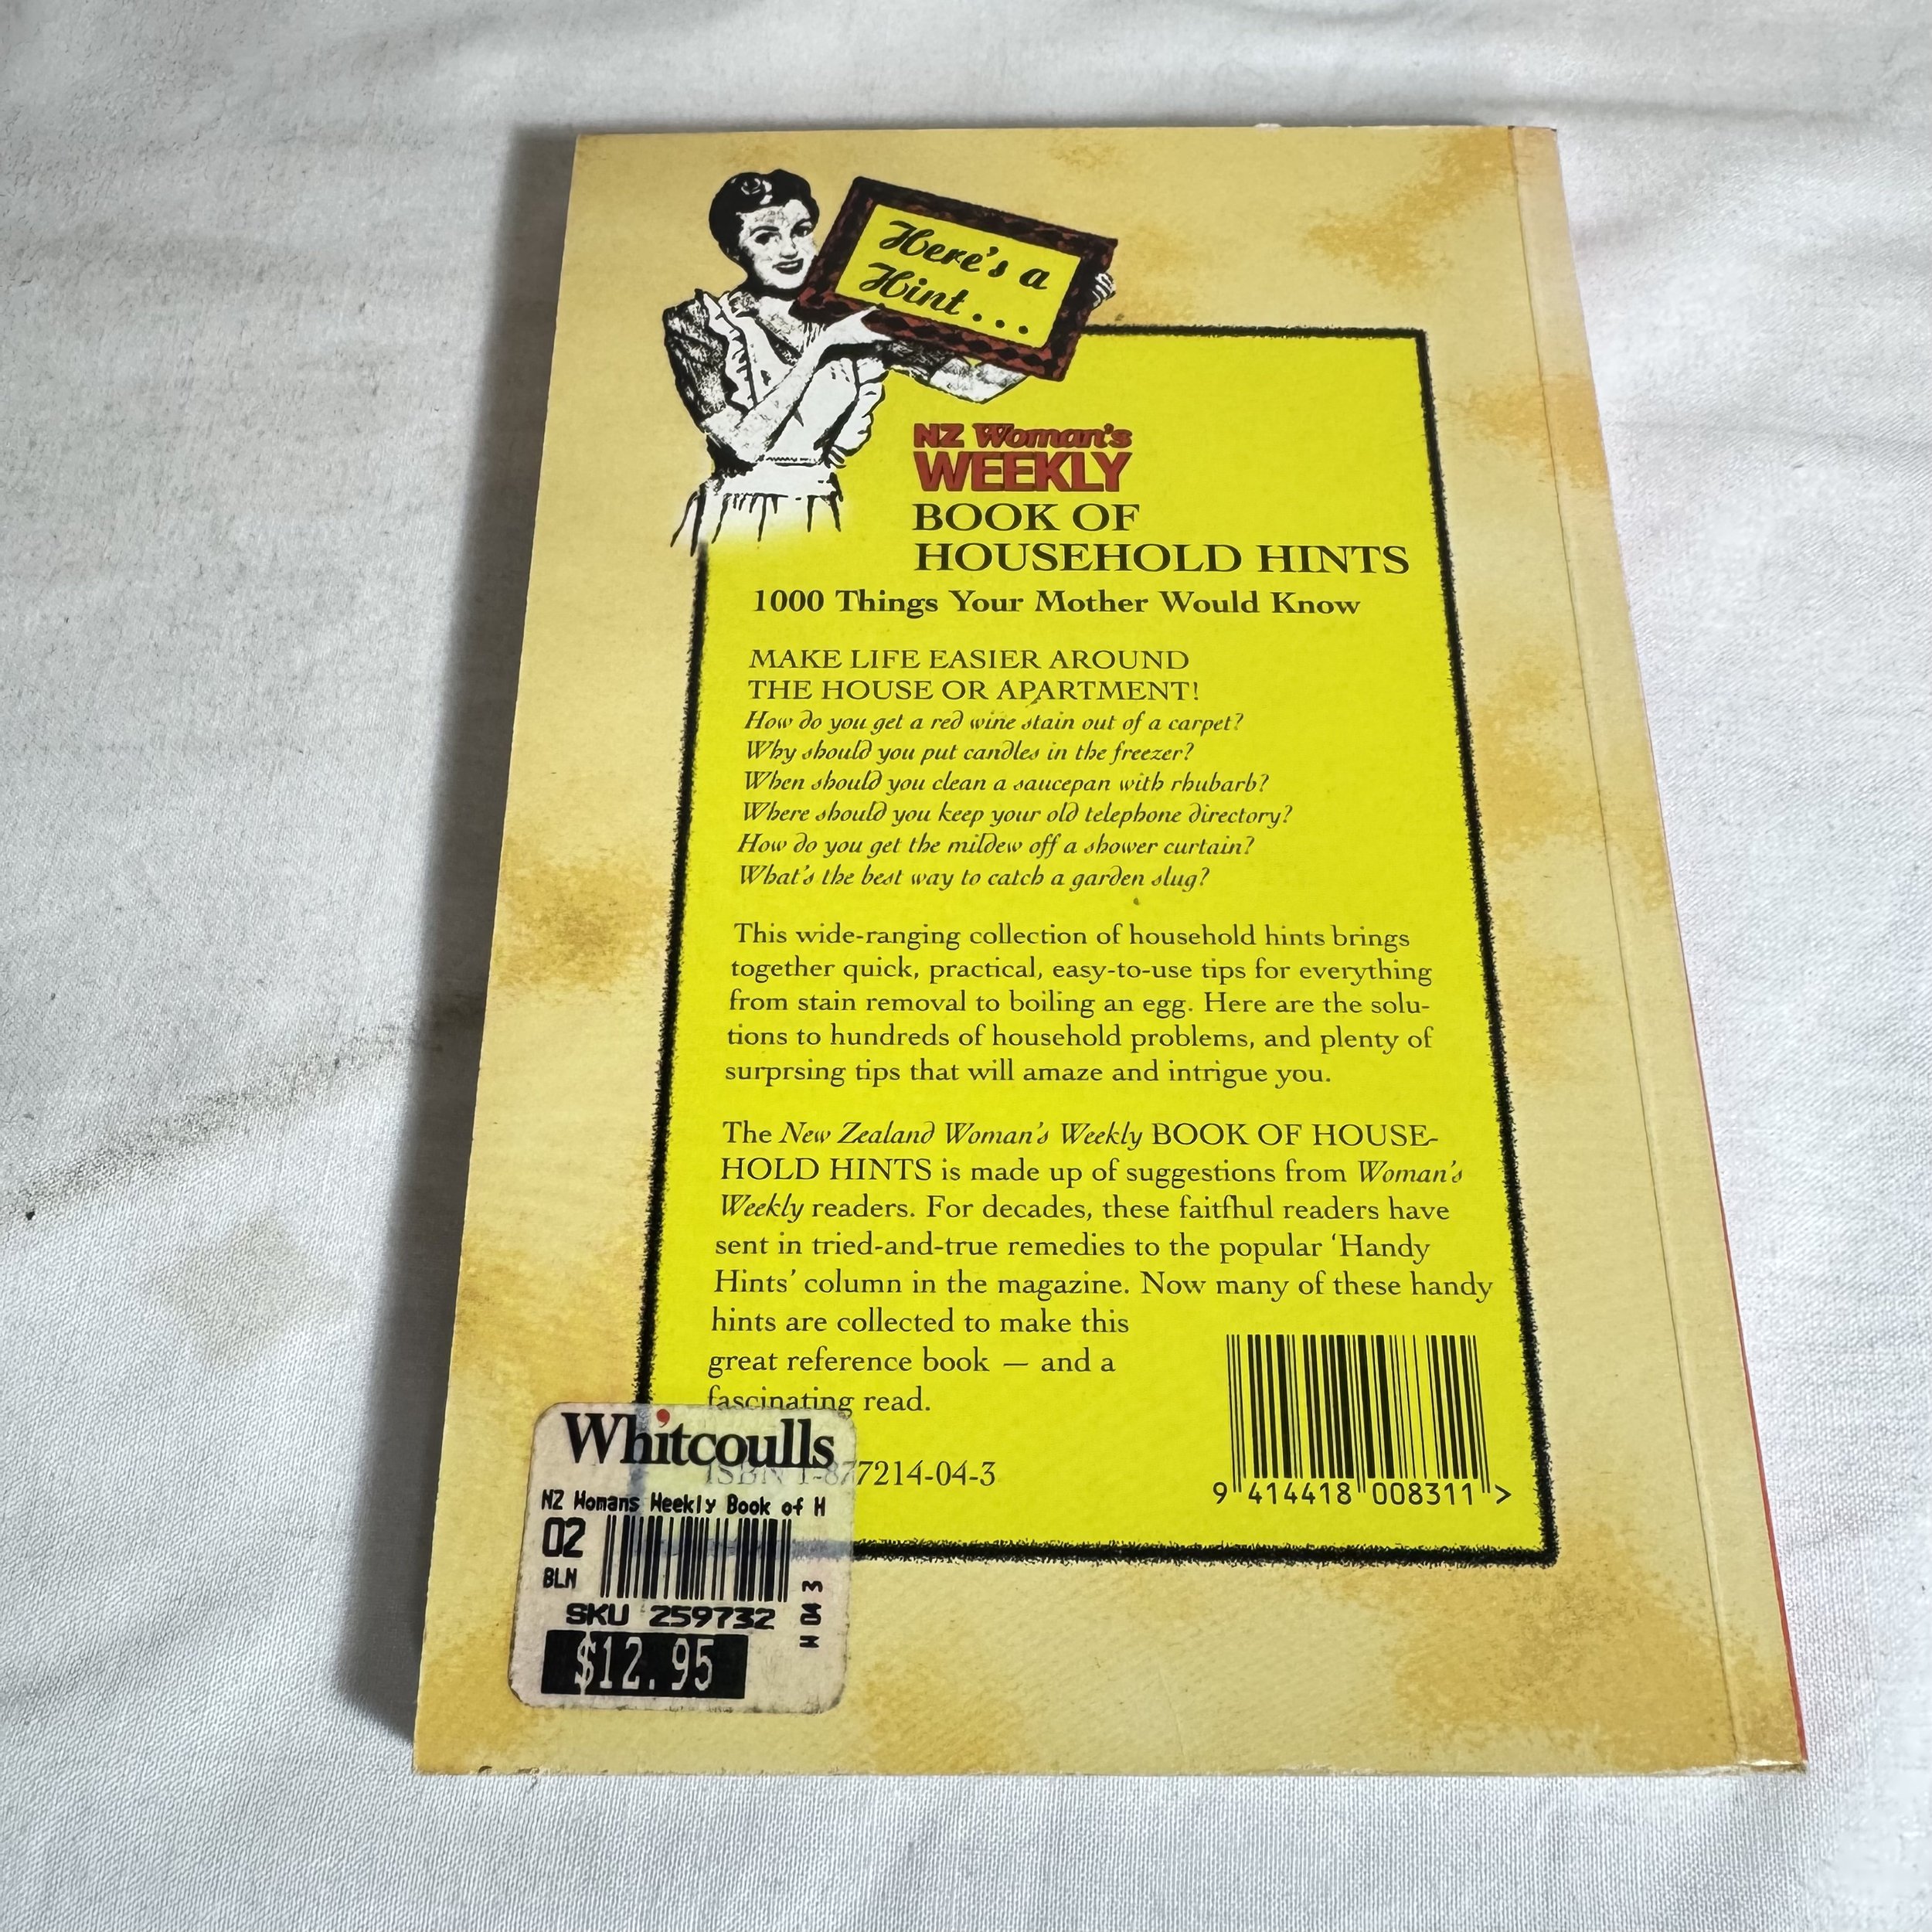 Here's a
Hint...
NZ Woman's
WEEKLY
BOOK OF
HOUSEHOLD HINTS
1000 Things Your Mother Would Know
MAKE LIFE EASIER AROUND
THE HOUSE OR APARTMENT!
How do you get a red wine stain out of a carpet?
Why should you put candles in the freezer?
When should you clean a saucepan with rhubarb?
Where should you keep your old telephone directory?
How do you get the mildew off a shower curtain?
What's the best way to catch a garden slug?
This wide-ranging collection of household hints brings
together quick, practical, easy-to-use tips for everything
from stain removal to boiling an egg. Here are the solu-
tions to hundreds of household problems, and plenty of
surprsing tips that will amaze and intrigue you.
The New Zealand Woman's Weekly BOOK OF HOUSE-
HOLD HINTS is made up of suggestions from Woman's
Weekly readers. For decades, these faitfhul readers have
sent in tried-and-true remedies to the popular 'Handy
Hints' column in the magazine. Now many of these handy
hints are collected to make this
great reference book — and a
fascinating read.
ISBN 1-877214-04-3
9 414418 008311 >
Whitcoulls
NZ Womans Weekly Book of H
02
BLN
SKU 259732
$12.95